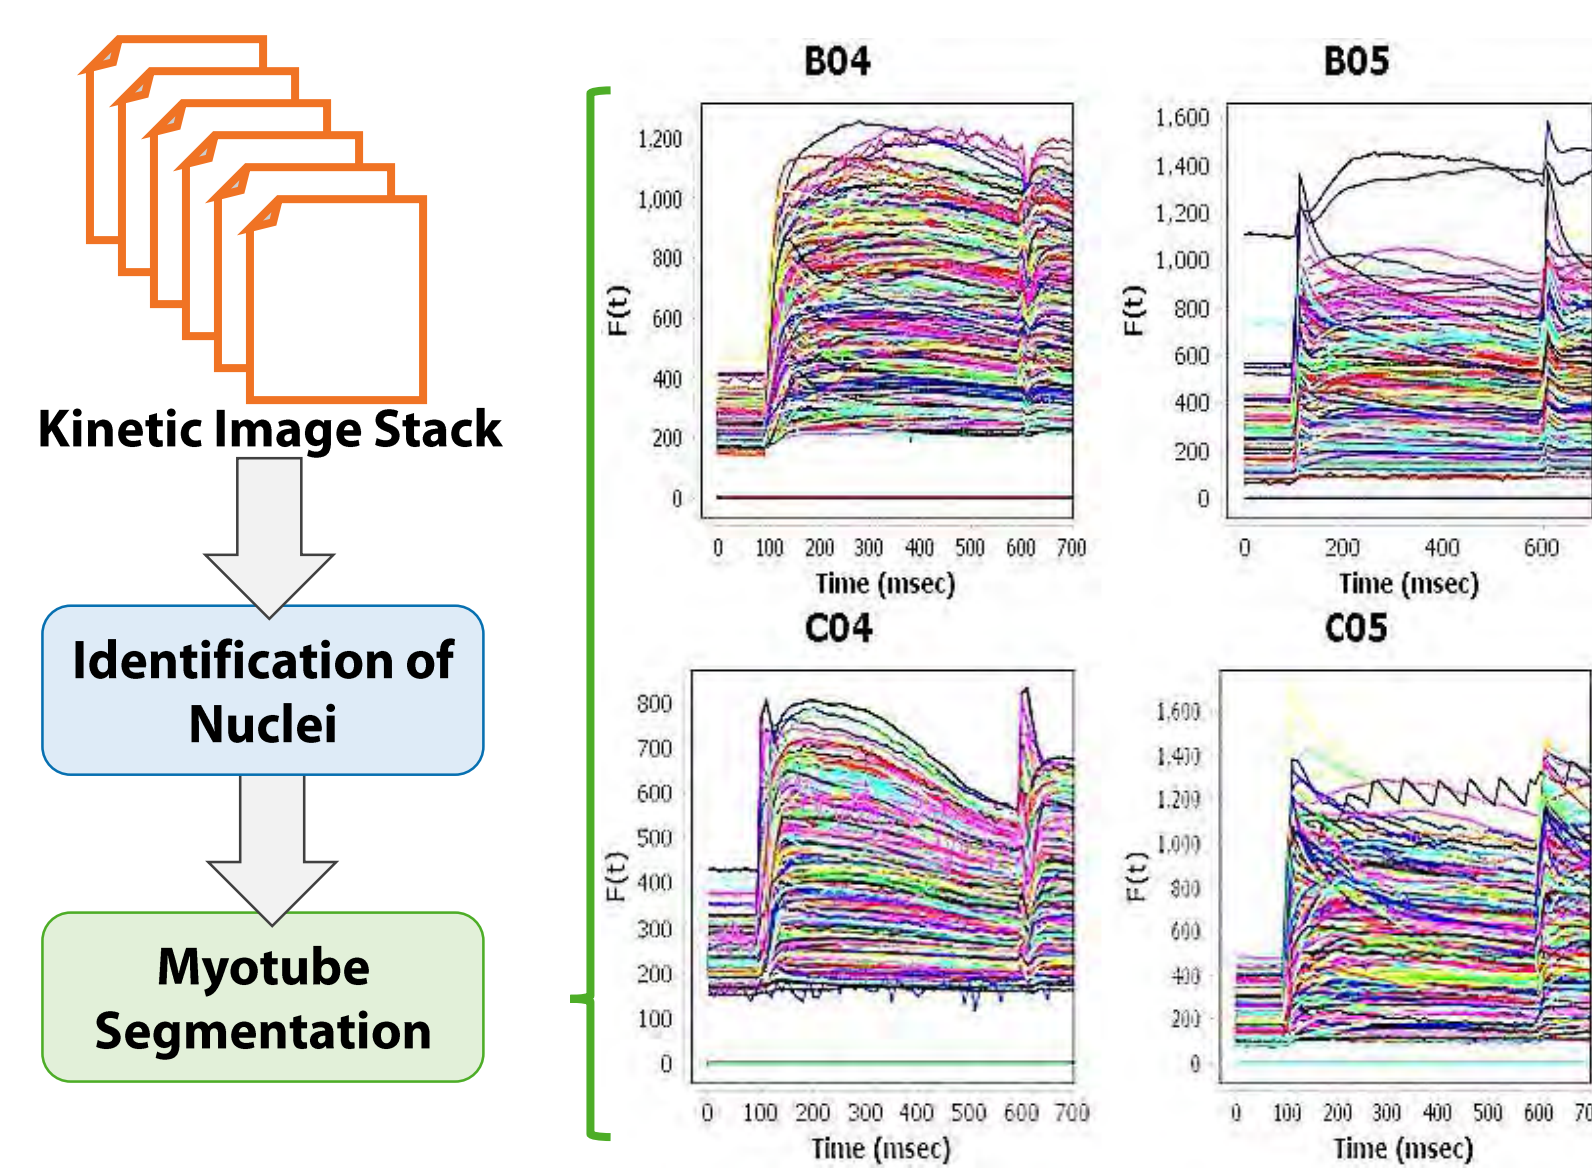 Kinetic Image Stack
Identification of
Nuclei
Myotube
Segmentation
B04
1,200
1,000
800
600
400
200
0
F(t)
0 100 200 300 400 500 600 700
Time (msec)
B05
1,600
1,400
1,200
1,000
800
600
400
200
0
F(t)
0 200 400 600
Time (msec)
C04
800
700
600
500
400
300
200
100
0
F(t)
0 100 200 300 400 500 600 700
Time (msec)
C05
1,600
1,400
1,200
1,000
800
600
400
200
0
F(t)
0 100 200 300 400 500 600
Time (msec)